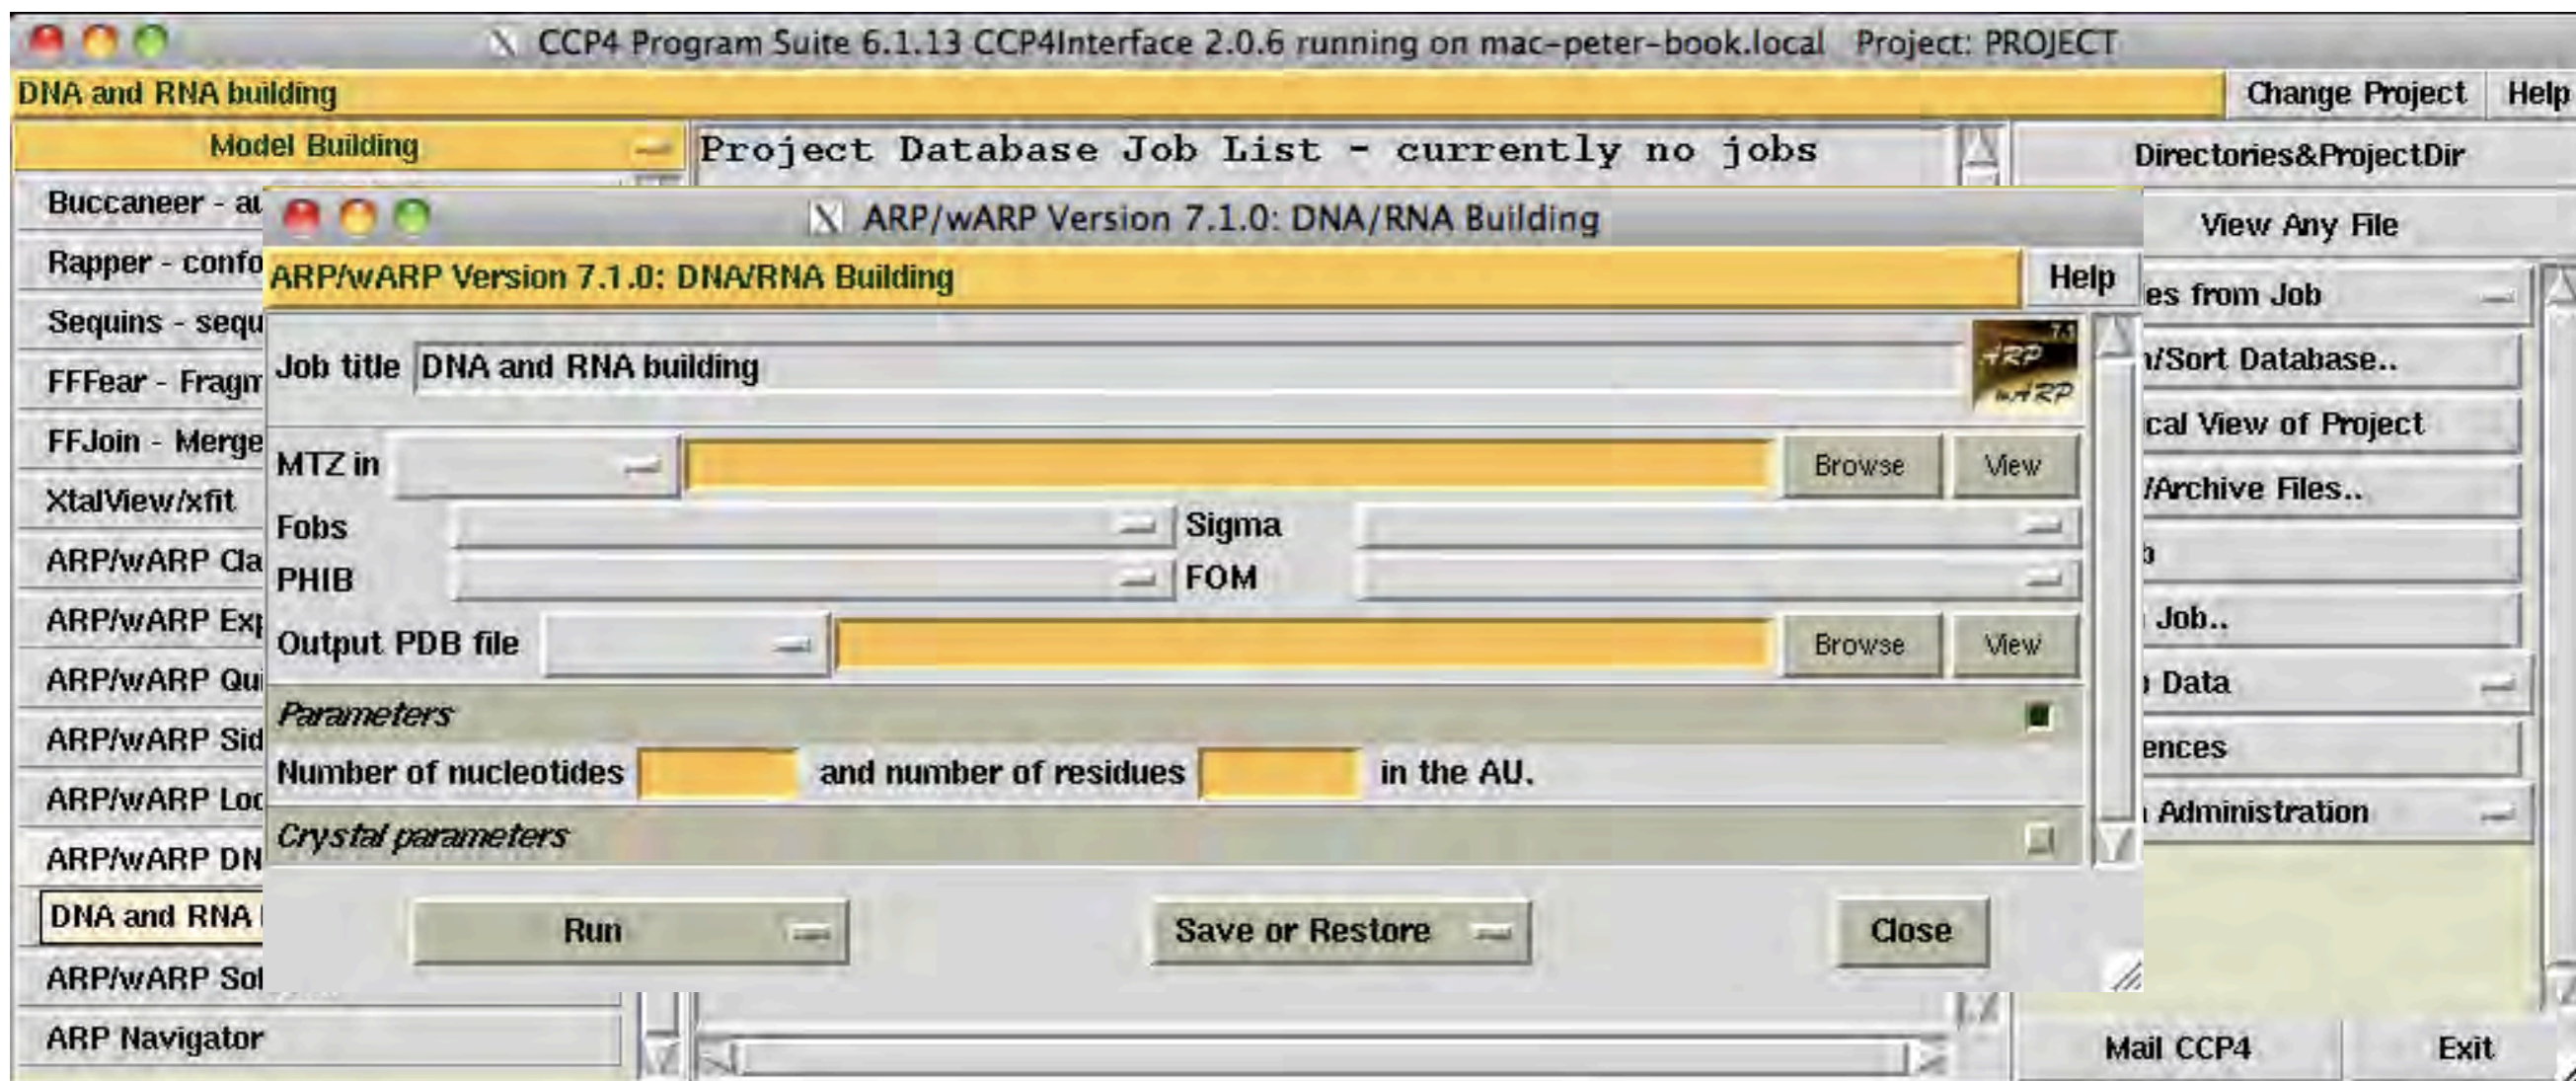 CCP4 Program Suite 6.1.13 CCP4Interface 2.0.6 running on mac-peter-book.local Project: PROJECT
DNA and RNA building
Change Project
Help
Model Building
Project Database Job List - currently no jobs
Directories&ProjectDir
View Any File
Buccaneer - au
Rapper - confo
Sequins - sequ
FFFear - Fragm
FFJoin - Merge
XtalView/xfit
ARP/wARP Cla
ARP/wARP Exp
ARP/wARP Qui
ARP/wARP Sid
ARP/wARP Loc
ARP/wARP DN
DNA and RNA
ARP/wARP Sol
ARP Navigator
ARP/wARP Version 7.1.0: DNA/RNA Building
ARP/wARP Version 7.1.0: DNA/RNA Building
Help
Job title DNA and RNA building
7.1
ARP
wARP
MTZ in
Browse
View
Fobs
Sigma
PHIB
FOM
Output PDB file
Browse
View
Parameters
Number of nucleotides and number of residues in the AU.
Crystal parameters
Run
Save or Restore
Close
es from Job
/Sort Database..
cal View of Project
/Archive Files..
b
Job..
Data
ences
Administration
Mail CCP4
Exit